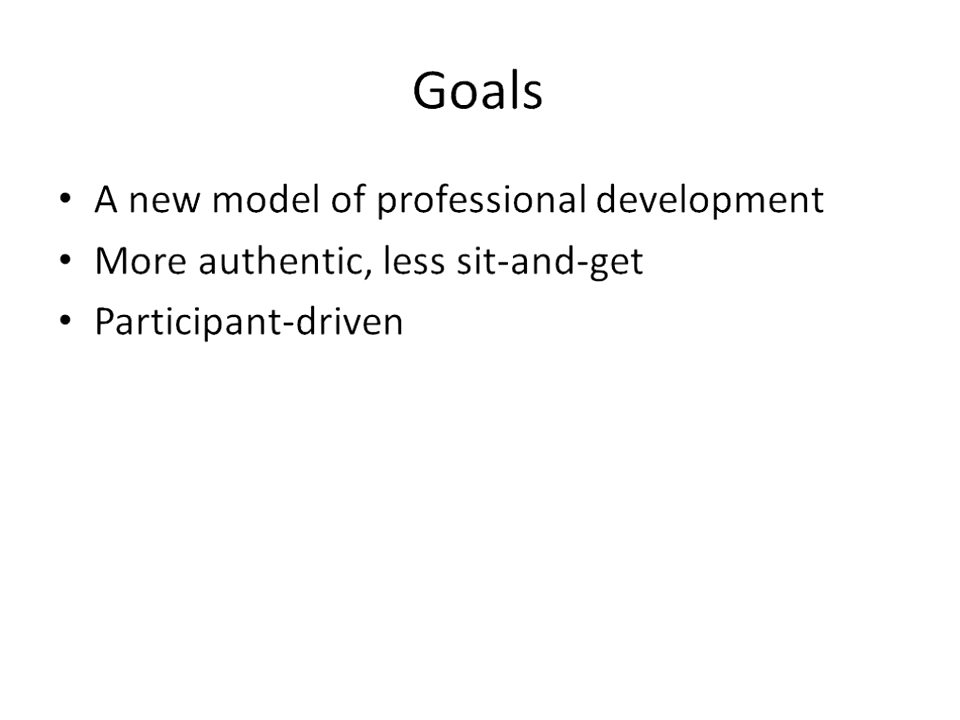 Goals
• A new model of professional development
• More authentic, less sit-and-get
• Participant-driven